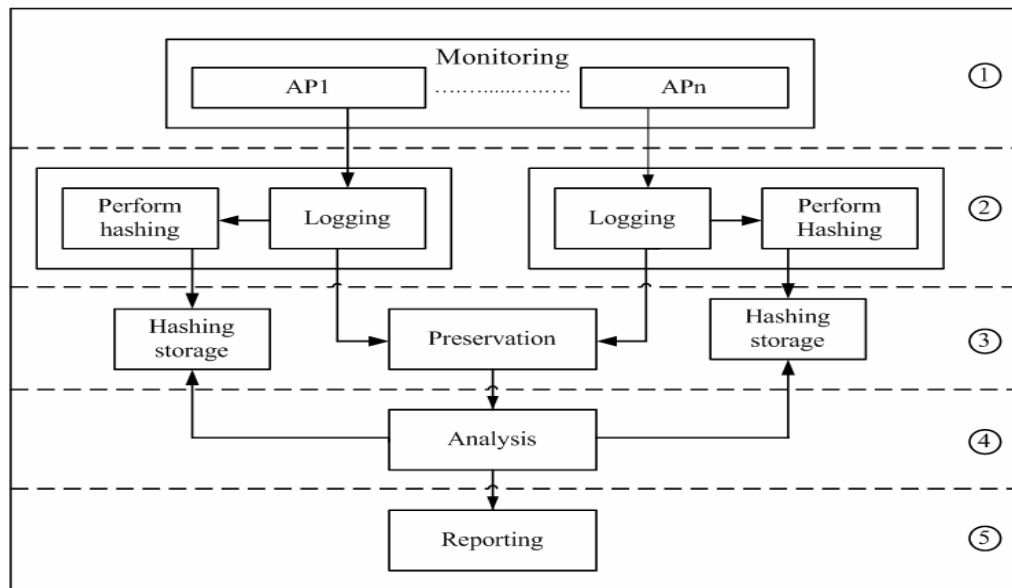 Monitoring
AP1
....…......…….
APn
①
Perform
hashing
Logging
Logging
Perform
Hashing
②
Hashing
storage
Preservation
Hashing
storage
③
Analysis
④
Reporting
⑤